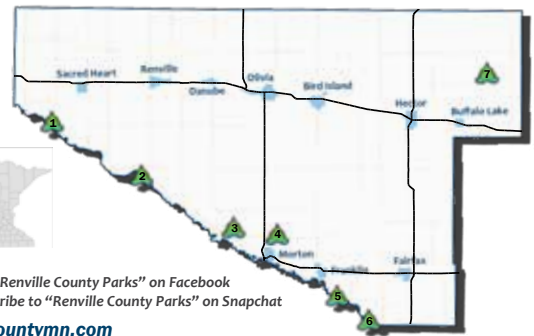 7
Sacred Heart
Renville
Danube
Olivia
Bird Island
Hector
Buffalo Lake
1
2
3
4
Morton
Franklin
Fairfax
5
6
Renville County Parks" on Facebook
ribe to "Renville County Parks" on Snapchat
ountymn.com